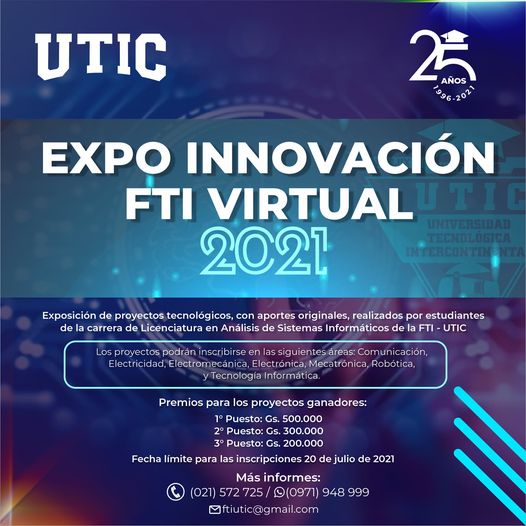 UTIC
25
AÑOS
1996-2021
EXPO INNOVACIÓN
FTI VIRTUAL
2021
UTIC
UNIVERSIDAD
TECNOLÓGICA
INTERCONTINENTA
Exposición de proyectos tecnológicos, con aportes originales, realizados por estudiantes
de la carrera de Licenciatura en Análisis de Sistemas Informáticos de la FTI - UTIC
Los proyectos podrán inscribirse en las siguientes áreas: Comunicación,
Electricidad, Electromecánica, Electrónica, Mecatrónica, Robótica,
y Tecnología Informática.
Premios para los proyectos ganadores:
1° Puesto: Gs. 500.000
2° Puesto: Gs. 300.000
3° Puesto: Gs. 200.000
Fecha límite para las inscripciones 20 de julio de 2021
Más informes:
(021) 572 725 / (0971) 948 999
ftiutic@gmail.com